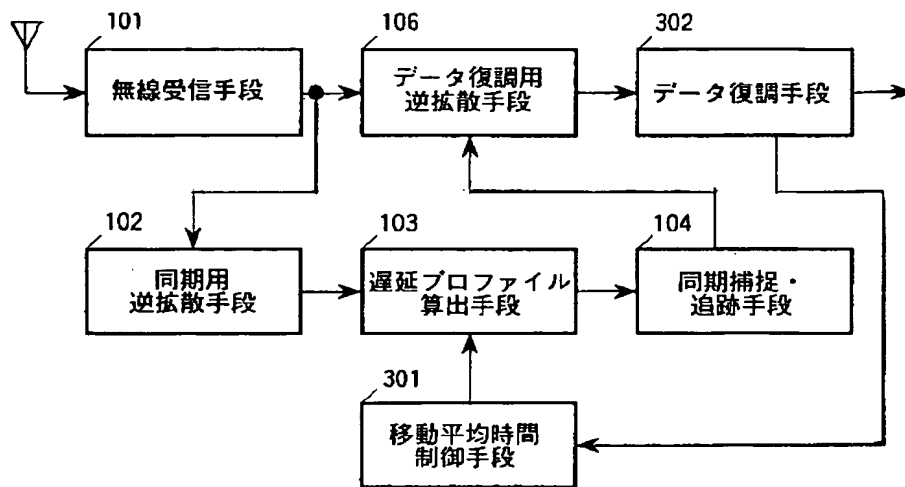 101
無線受信手段
106
データ復調用
逆拡散手段
302
データ復調手段
102
同期用
逆拡散手段
103
遅延プロファイル
算出手段
104
同期捕捉・
追跡手段
301
移動平均時間
制御手段